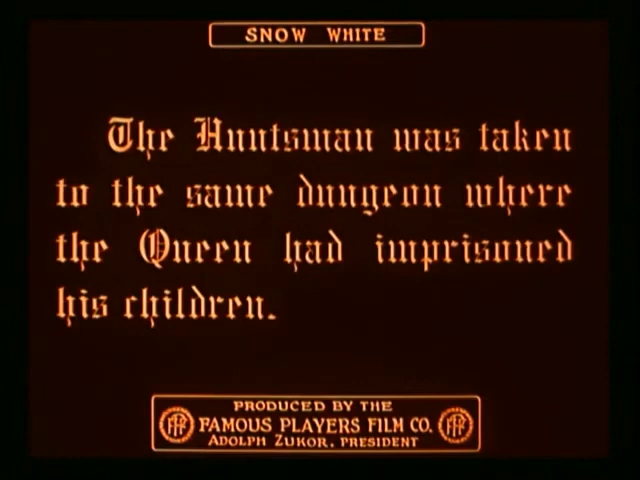 SNOW WHITE
The Huntsman was taken
to the same dungeon where
the Queen had imprisoned
his children.
PRODUCED BY THE
FAMOUS PLAYERS FILM CO.
ADOLPH ZUKOR, PRESIDENT